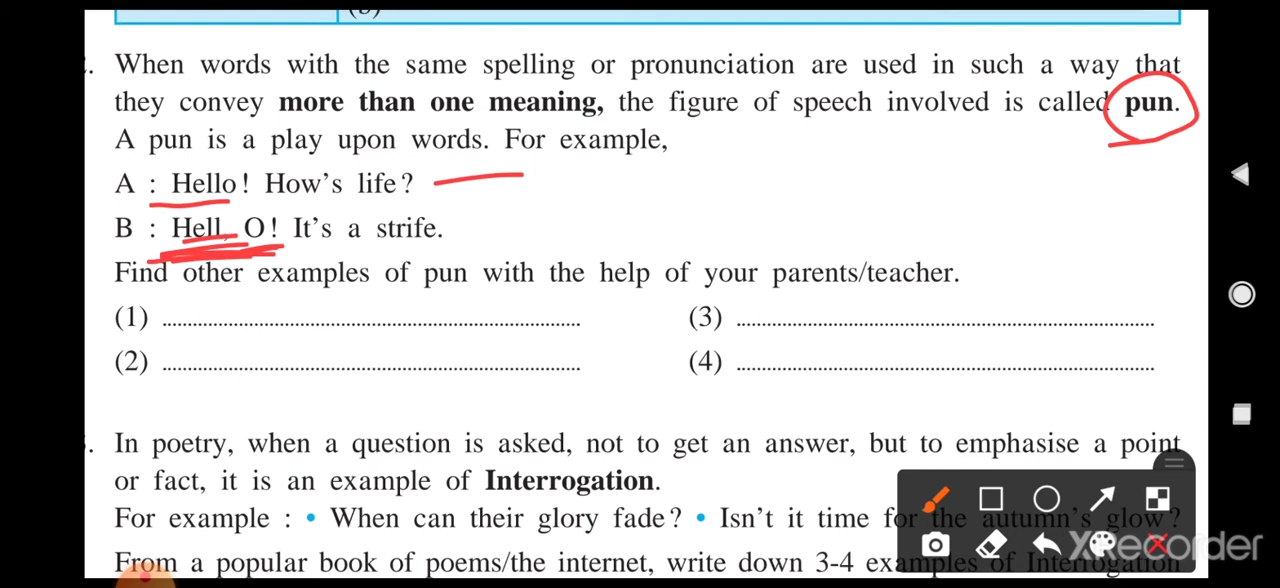 (b)
. When words with the same spelling or pronunciation are used in such a way that
they convey more than one meaning, the figure of speech involved is called pun.
A pun is a play upon words. For example,
A : Hello! How's life?
B : Hell, O! It's a strife.
Find other examples of pun with the help of your parents/teacher.
(1) ........................................ (3) ........................................
(2) ........................................ (4) ........................................
. In poetry, when a question is asked, not to get an answer, but to emphasise a point
or fact, it is an example of Interrogation.
For example : • When can their glory fade? • Isn't it time for the autumn's glow?
From a popular book of poems/the internet, write down 3-4 examples of Interrogation
XRecorder